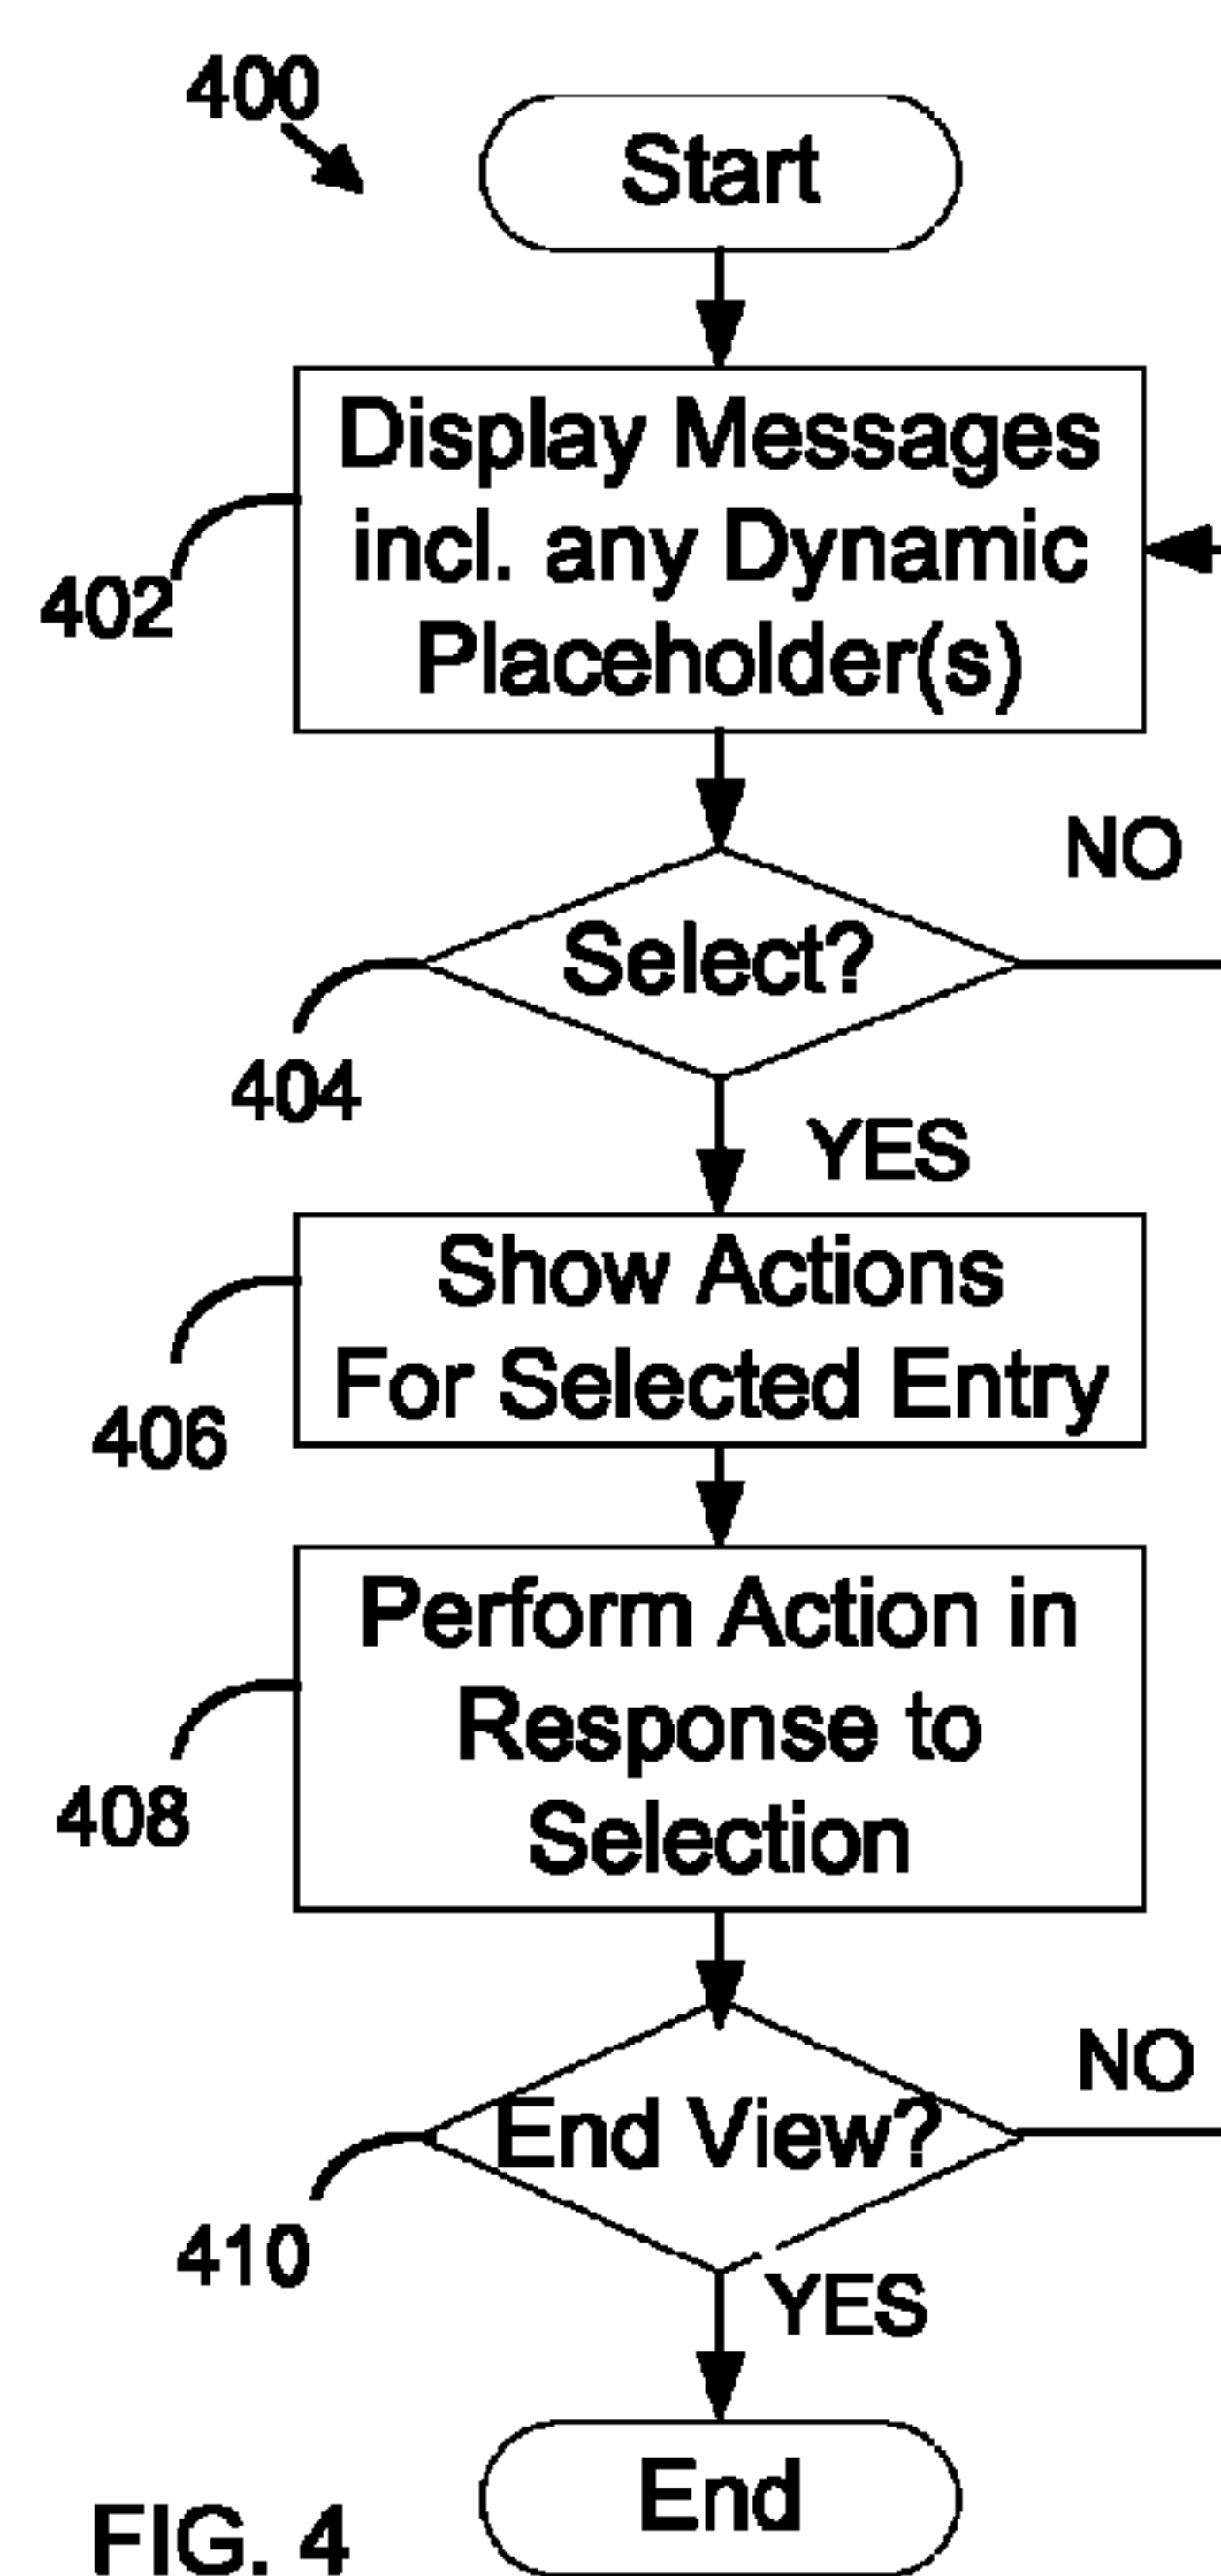 400
Start
Display Messages
incl. any Dynamic
Placeholder(s)
402
NO
Select?
404
YES
Show Actions
For Selected Entry
406
Perform Action in
Response to
Selection
408
NO
End View?
410
YES
End
FIG. 4